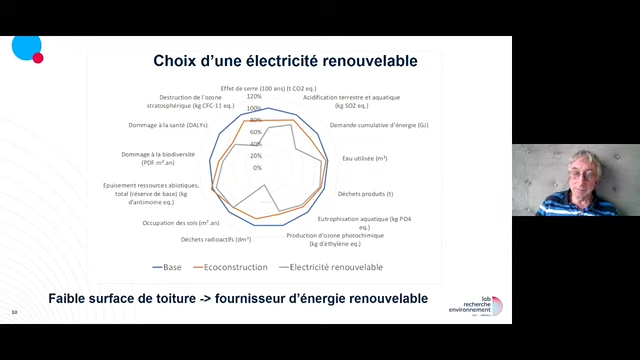 Choix d'une électricité renouvelable
Effet de serre (100 ans) (t CO2 eq.)
120%
100%
80%
60%
40%
20%
0%
Acidification terrestre et aquatique
(kg SO2 eq.)
Demande cumulative d'énergie (GJ)
Eau utilisée (m³)
Déchets produits (t)
Eutrophisation aquatique (kg PO4
eq.)
Production d'ozone photochimique
(kg d'éthylène eq.)
Déchets radioactifs (dm³)
Occupation des sols (m².an)
Epuisement ressources abiotiques,
total (réserve de base) (kg
d'antimoine eq.)
Dommage à la biodiversité
(PDF.m².an)
Dommage à la santé (DALYs)
Destruction de l'ozone
stratosphérique (kg CFC-11 eq.)
Base
Ecoconstruction
Electricité renouvelable
Faible surface de toiture -> fournisseur d'énergie renouvelable
10
lab
recherche
environnement